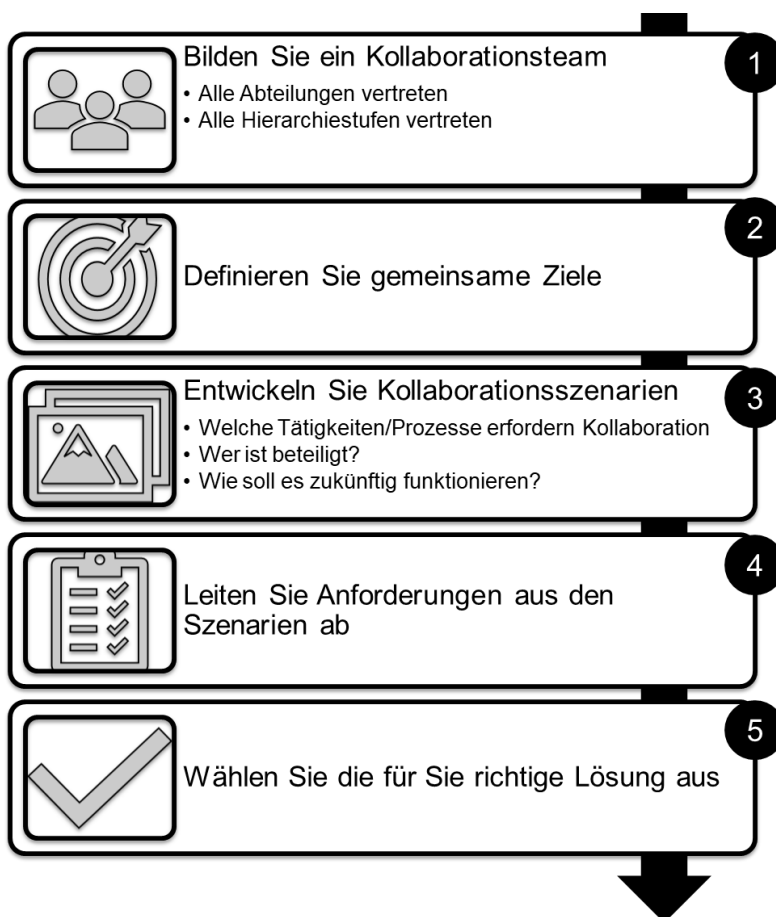 Bilden Sie ein Kollaborationsteam
1
• Alle Abteilungen vertreten
• Alle Hierarchiestufen vertreten
2
Definieren Sie gemeinsame Ziele
Entwickeln Sie Kollaborationsszenarien
3
• Welche Tätigkeiten/Prozesse erfordern Kollaboration
• Wer ist beteiligt?
• Wie soll es zukünftig funktionieren?
4
Leiten Sie Anforderungen aus den
Szenarien ab
5
Wählen Sie die für Sie richtige Lösung aus